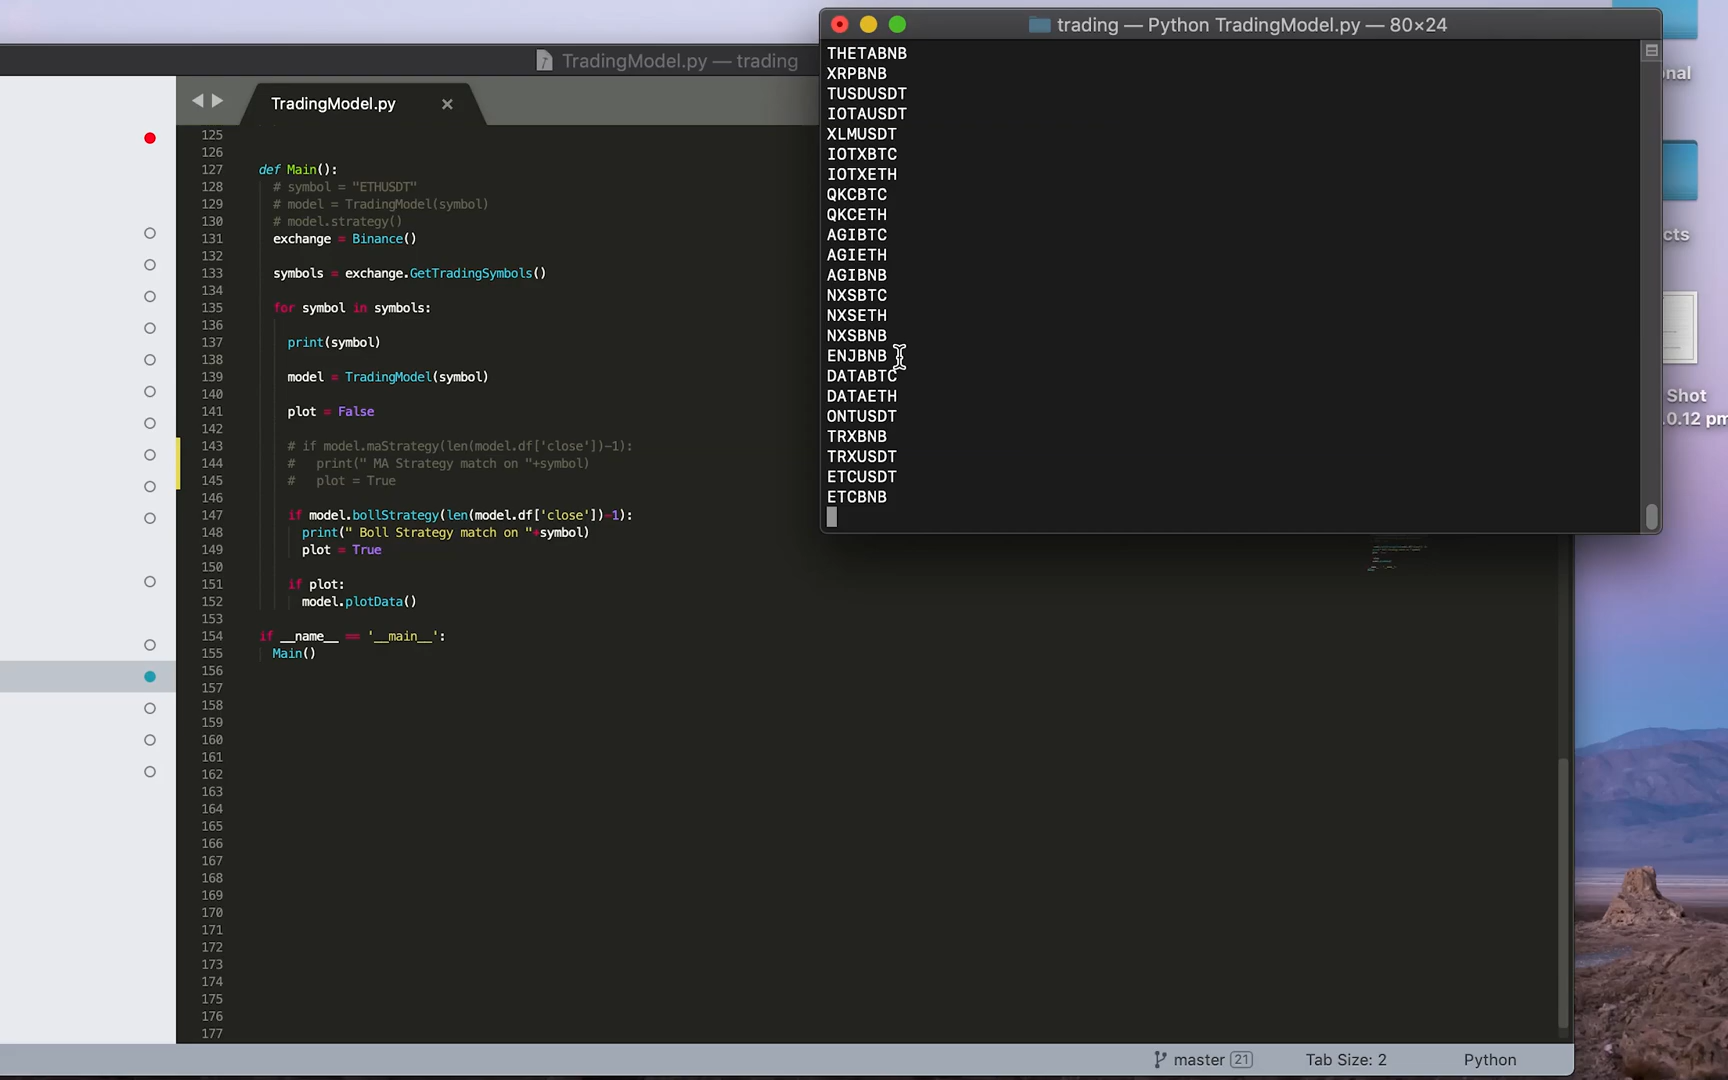 trading — Python TradingModel.py — 80×24
THETABNB
XRPBNB
TUSDUSDT
IOTAUSDT
XLMUSDT
IOTXBTC
IOTXETH
QKCBTC
QKCETH
AGIBTC
AGIETH
AGIBNB
NXSBTC
NXSETH
NXSBNB
ENJBNB
DATABTC
DATAETH
ONTUSDT
TRXBNB
TRXUSDT
ETCUSDT
ETCBNB
TradingModel.py — trading
TradingModel.py
125
126
127 def Main():
128 # symbol = "ETHUSDT"
129 # model = TradingModel(symbol)
130 # model.strategy()
131 exchange = Binance()
132
133 symbols = exchange.GetTradingSymbols()
134
135 for symbol in symbols:
136
137 print(symbol)
138
139 model = TradingModel(symbol)
140
141 plot = False
142
143 # if model.maStrategy(len(model.df['close'])-1):
144 # print(" MA Strategy match on "+symbol)
145 # plot = True
146
147 if model.bollStrategy(len(model.df['close'])-1):
148 print(" Boll Strategy match on "+symbol)
149 plot = True
150
151 if plot:
152 model.plotData()
153
154 if __name__ == '__main__':
155 Main()
156
157
158
159
160
161
162
163
164
165
166
167
168
169
170
171
172
173
174
175
176
177
master 21 Tab Size: 2 Python
nal
cts
Shot
.0.12 pm